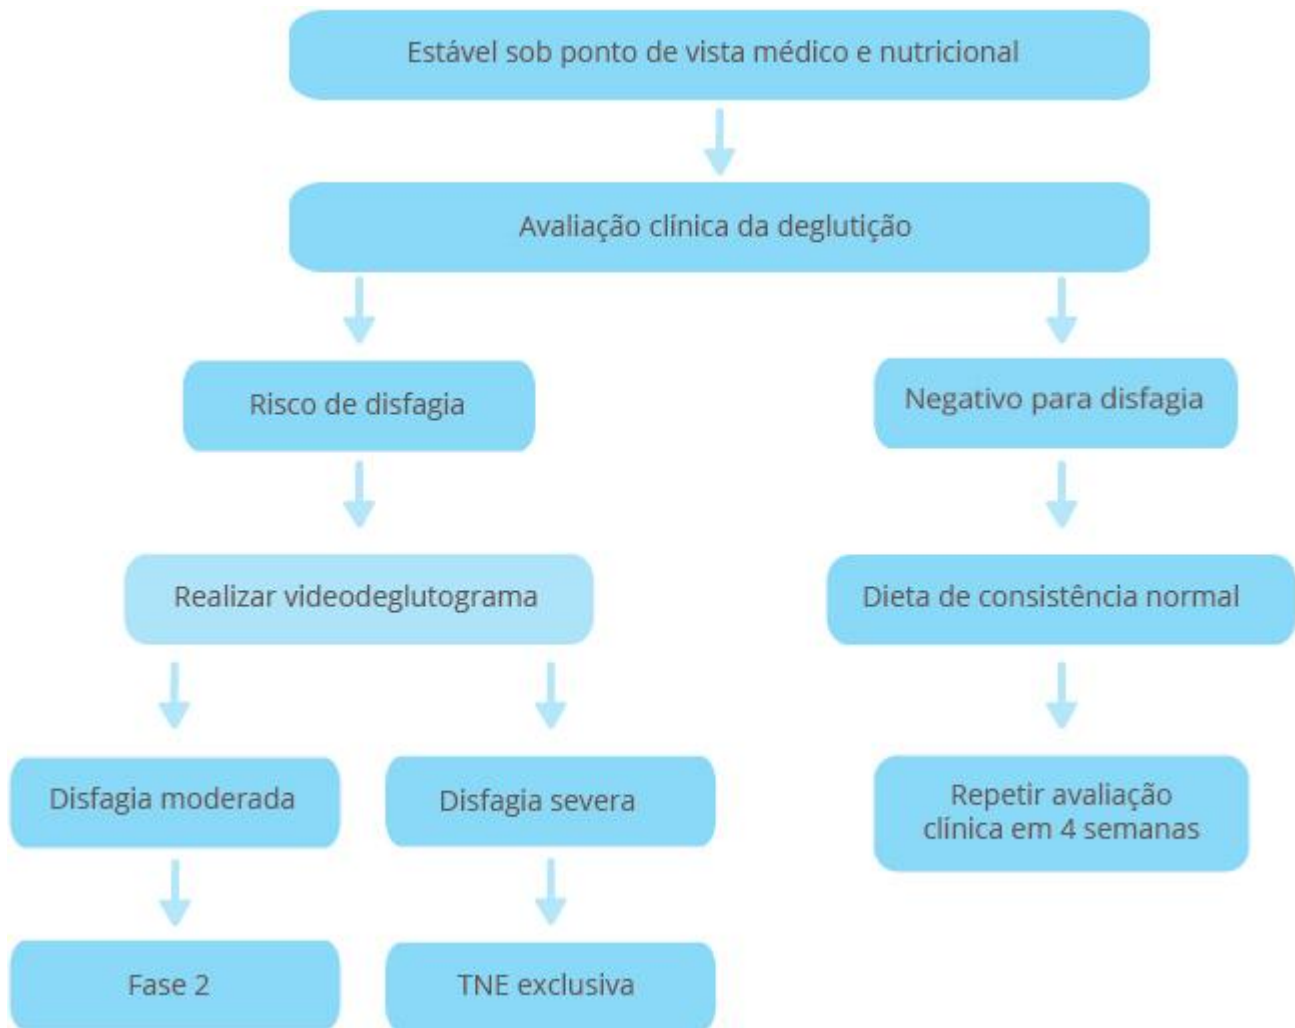 Estável sob ponto de vista médico e nutricional
Avaliação clínica da deglutição
Risco de disfagia
Negativo para disfagia
Realizar videodeglutograma
Dieta de consistência normal
Disfagia moderada
Disfagia severa
Repetir avaliação
clínica em 4 semanas
Fase 2
TNE exclusiva